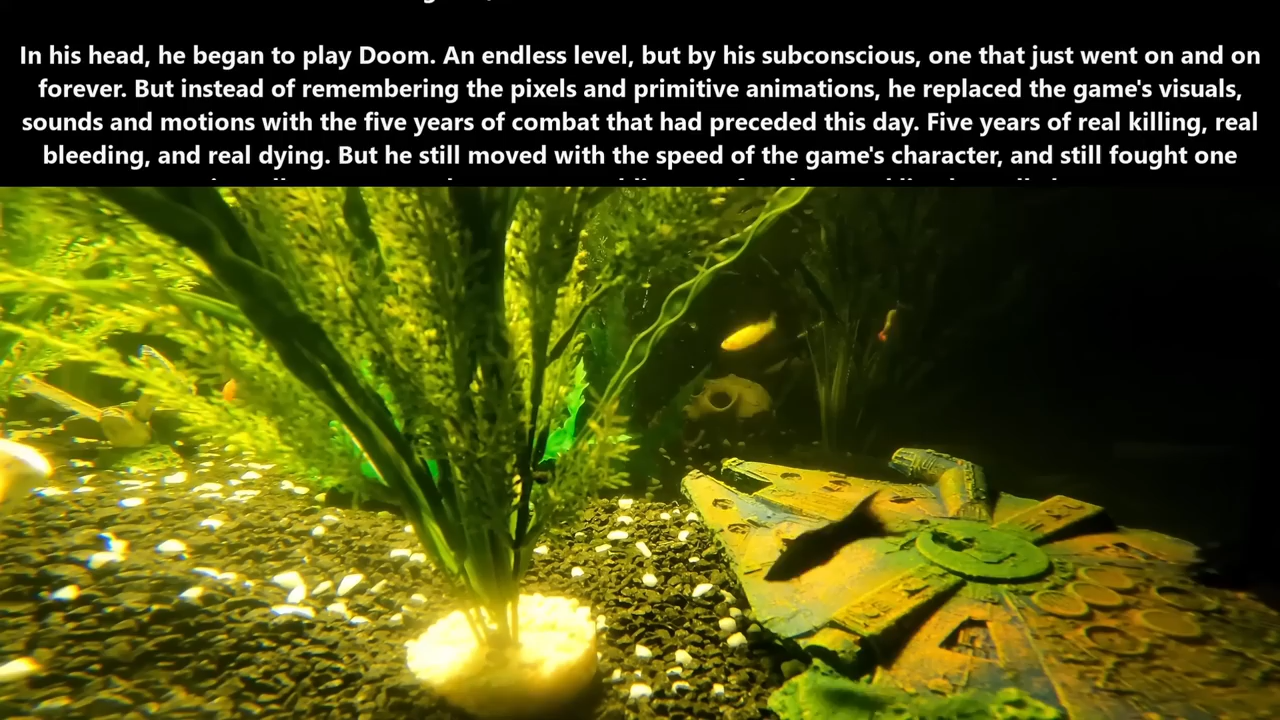 In his head, he began to play Doom. An endless level, but by his subconscious, one that just went on and on
forever. But instead of remembering the pixels and primitive animations, he replaced the game's visuals,
sounds and motions with the five years of combat that had preceded this day. Five years of real killing, real
bleeding, and real dying. But he still moved with the speed of the game's character, and still fought one